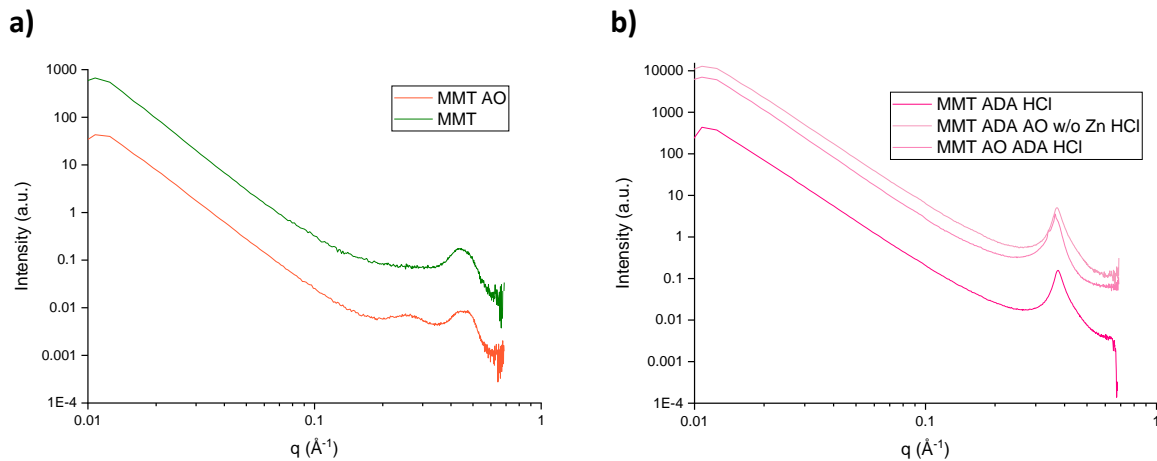 a)
1000
100
10
1
0.1
0.01
0.001
1E-4
Intensity (a.u.)
MMT AO
MMT
0.01
0.1
1
q (Å⁻¹)
b)
10000
1000
100
10
1
0.1
0.01
0.001
1E-4
Intensity (a.u.)
MMT ADA HCl
MMT ADA AO w/o Zn HCl
MMT AO ADA HCl
0.01
0.1
1
q (Å⁻¹)